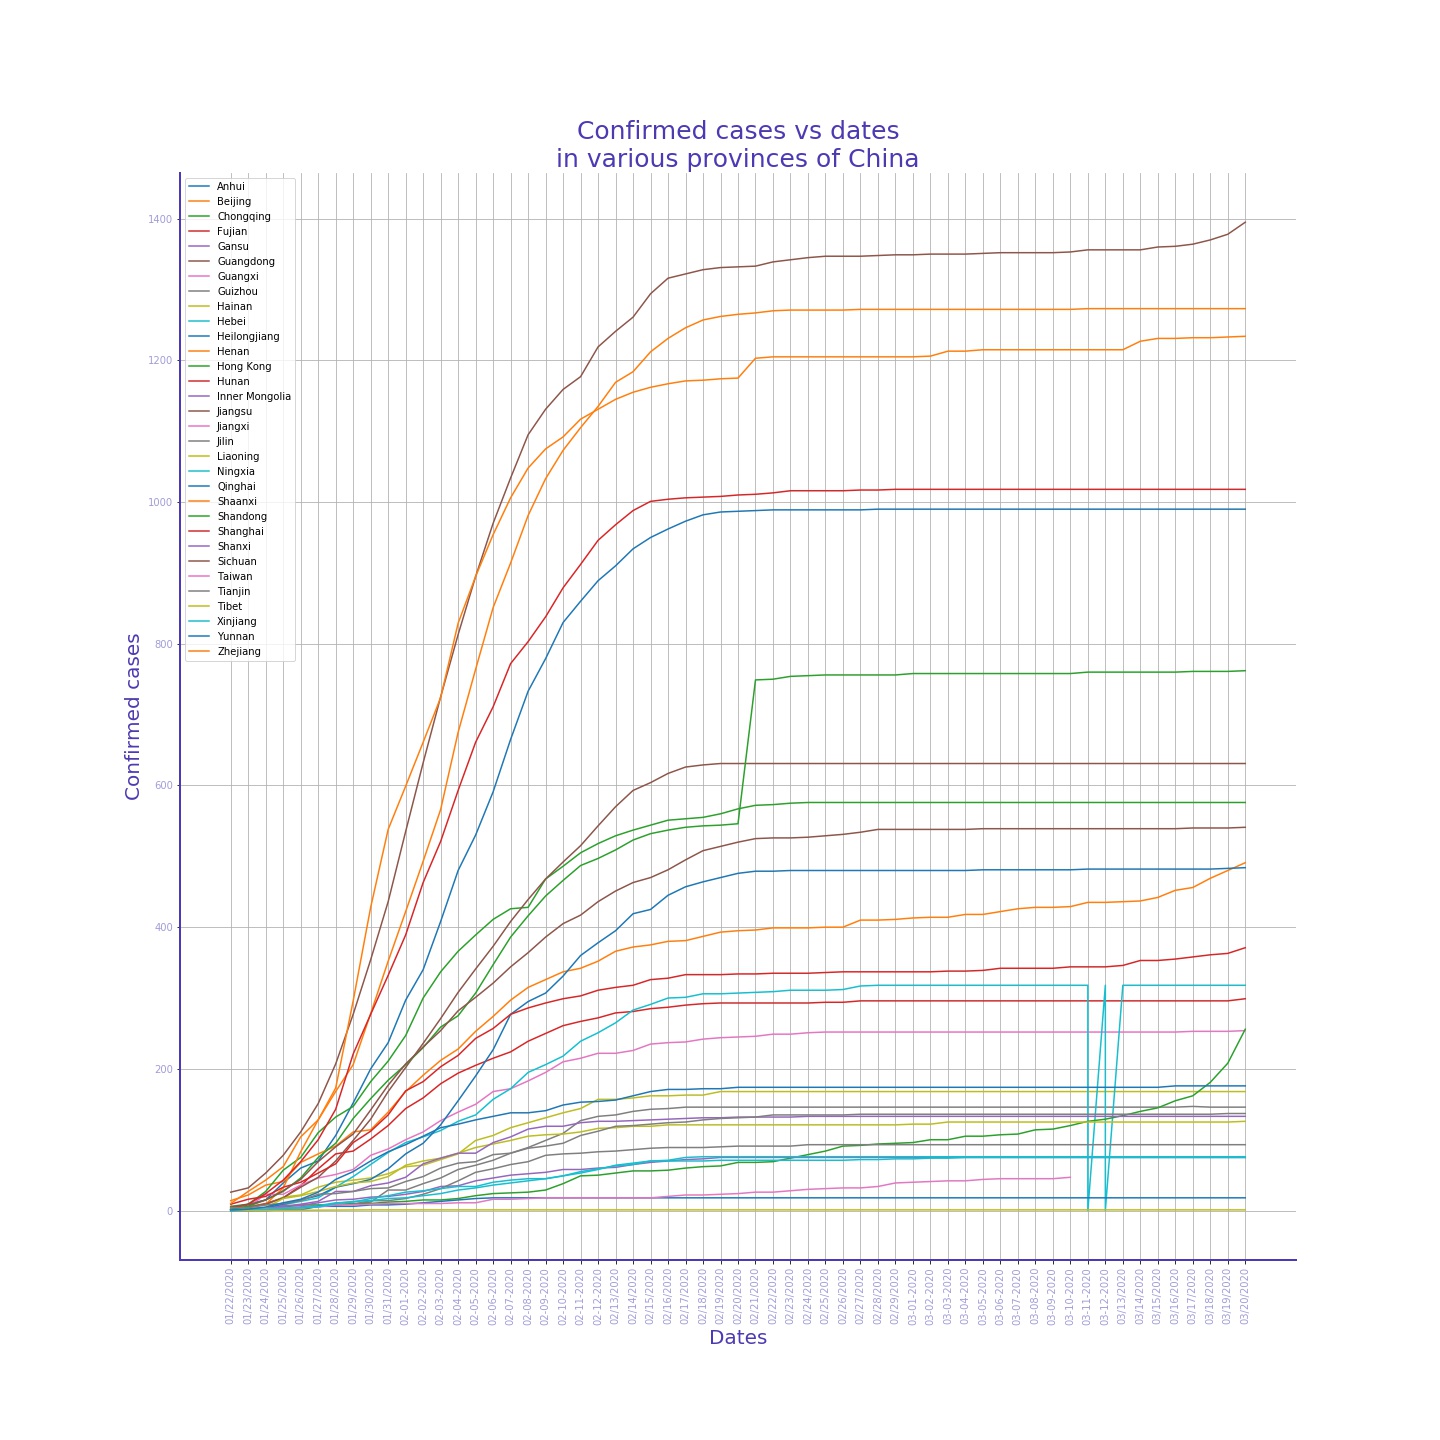 Confirmed cases vs dates
in various provinces of China
Anhui
Beijing
Chongqing
Fujian
Gansu
Guangdong
Guangxi
Guizhou
Hainan
Hebei
Heilongjiang
Henan
Hong Kong
Hunan
Inner Mongolia
Jiangsu
Jiangxi
Jilin
Liaoning
Ningxia
Qinghai
Shaanxi
Shandong
Shanghai
Shanxi
Sichuan
Taiwan
Tianjin
Tibet
Xinjiang
Yunnan
Zhejiang
1400
1200
1000
800
600
400
200
0
Confirmed cases
01/22/2020
01/23/2020
01/24/2020
01/25/2020
01/26/2020
01/27/2020
01/28/2020
01/29/2020
01/30/2020
01/31/2020
02-01-2020
02-02-2020
02-03-2020
02-04-2020
02-05-2020
02-06-2020
02-07-2020
02-08-2020
02-09-2020
02-10-2020
02-11-2020
02-12-2020
02/13/2020
02/14/2020
02/15/2020
02/16/2020
02/17/2020
02/18/2020
02/19/2020
02/20/2020
02/21/2020
02/22/2020
02/23/2020
02/24/2020
02/25/2020
02/26/2020
02/27/2020
02/28/2020
02/29/2020
03-01-2020
03-02-2020
03-03-2020
03-04-2020
03-05-2020
03-06-2020
03-07-2020
03-08-2020
03-09-2020
03-10-2020
03-11-2020
03-12-2020
03/13/2020
03/14/2020
03/15/2020
03/16/2020
03/17/2020
03/18/2020
03/19/2020
03/20/2020
Dates